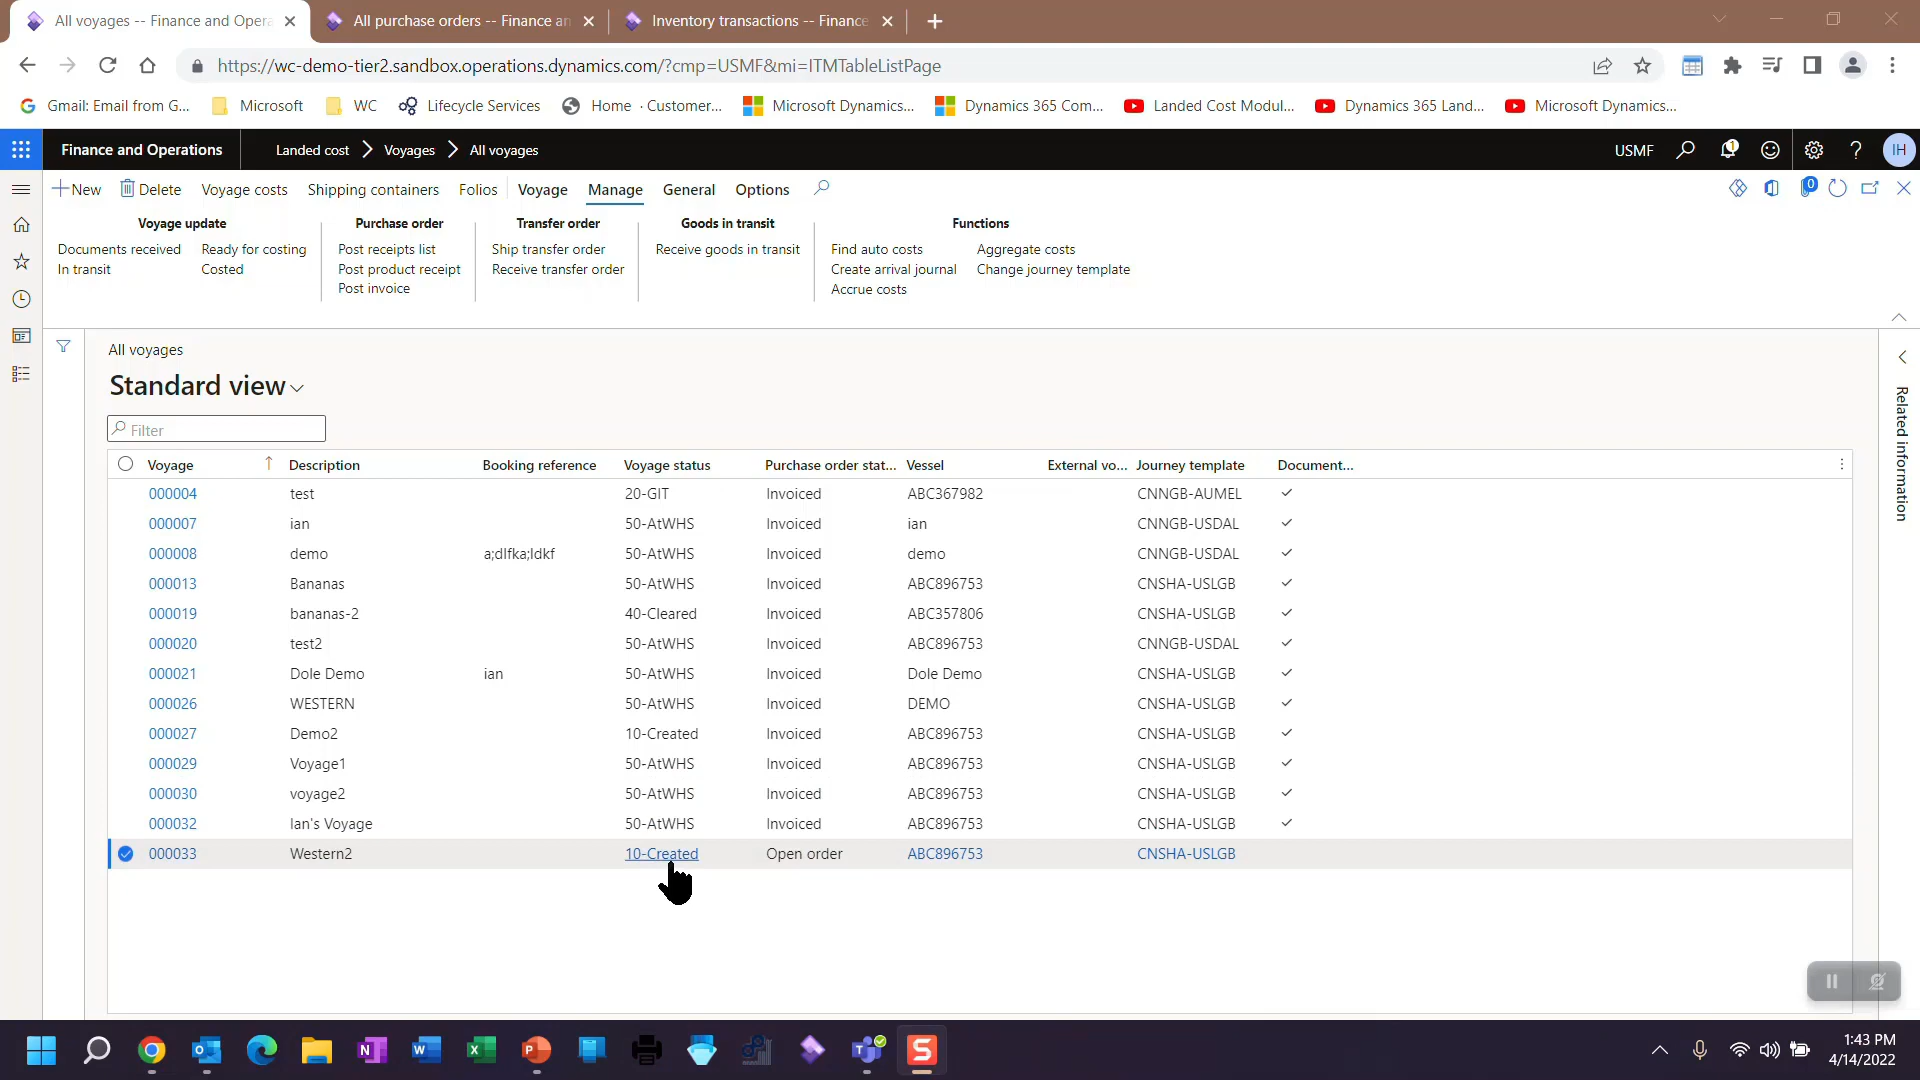 All voyages -- Finance and Opera
All purchase orders -- Finance an
Inventory transactions -- Finance
https://wc-demo-tier2.sandbox.operations.dynamics.com/?cmp=USMF&mi=ITMTableListPage
Gmail: Email from G...
Microsoft
WC
Lifecycle Services
Home · Customer...
Microsoft Dynamics...
Dynamics 365 Com...
Landed Cost Modul...
Dynamics 365 Land...
Microsoft Dynamics...
Finance and Operations
Landed cost
Voyages
All voyages
USMF
1
?
IH
New
Delete
Voyage costs
Shipping containers
Folios
Voyage
Manage
General
Options
0
Voyage update
Purchase order
Transfer order
Goods in transit
Functions
Documents received
Ready for costing
Post receipts list
Ship transfer order
Receive goods in transit
Find auto costs
Aggregate costs
In transit
Costed
Post product receipt
Receive transfer order
Create arrival journal
Change journey template
Post invoice
Accrue costs
All voyages
Standard view
Filter
Related information
Voyage Description Booking reference Voyage status Purchase order stat... Vessel External vo... Journey template Document...
000004 test 20-GIT Invoiced ABC367982 CNNGB-AUMEL
000007 ian 50-AtWHS Invoiced ian CNNGB-USDAL
000008 demo a;dlfka;ldkf 50-AtWHS Invoiced demo CNNGB-USDAL
000013 Bananas 50-AtWHS Invoiced ABC896753 CNSHA-USLGB
000019 bananas-2 40-Cleared Invoiced ABC357806 CNSHA-USLGB
000020 test2 50-AtWHS Invoiced ABC896753 CNNGB-USDAL
000021 Dole Demo ian 50-AtWHS Invoiced Dole Demo CNSHA-USLGB
000026 WESTERN 50-AtWHS Invoiced DEMO CNSHA-USLGB
000027 Demo2 10-Created Invoiced ABC896753 CNSHA-USLGB
000029 Voyage1 50-AtWHS Invoiced ABC896753 CNSHA-USLGB
000030 voyage2 50-AtWHS Invoiced ABC896753 CNSHA-USLGB
000032 Ian's Voyage 50-AtWHS Invoiced ABC896753 CNSHA-USLGB
000033 Western2 10-Created Open order ABC896753 CNSHA-USLGB
1:43 PM
4/14/2022